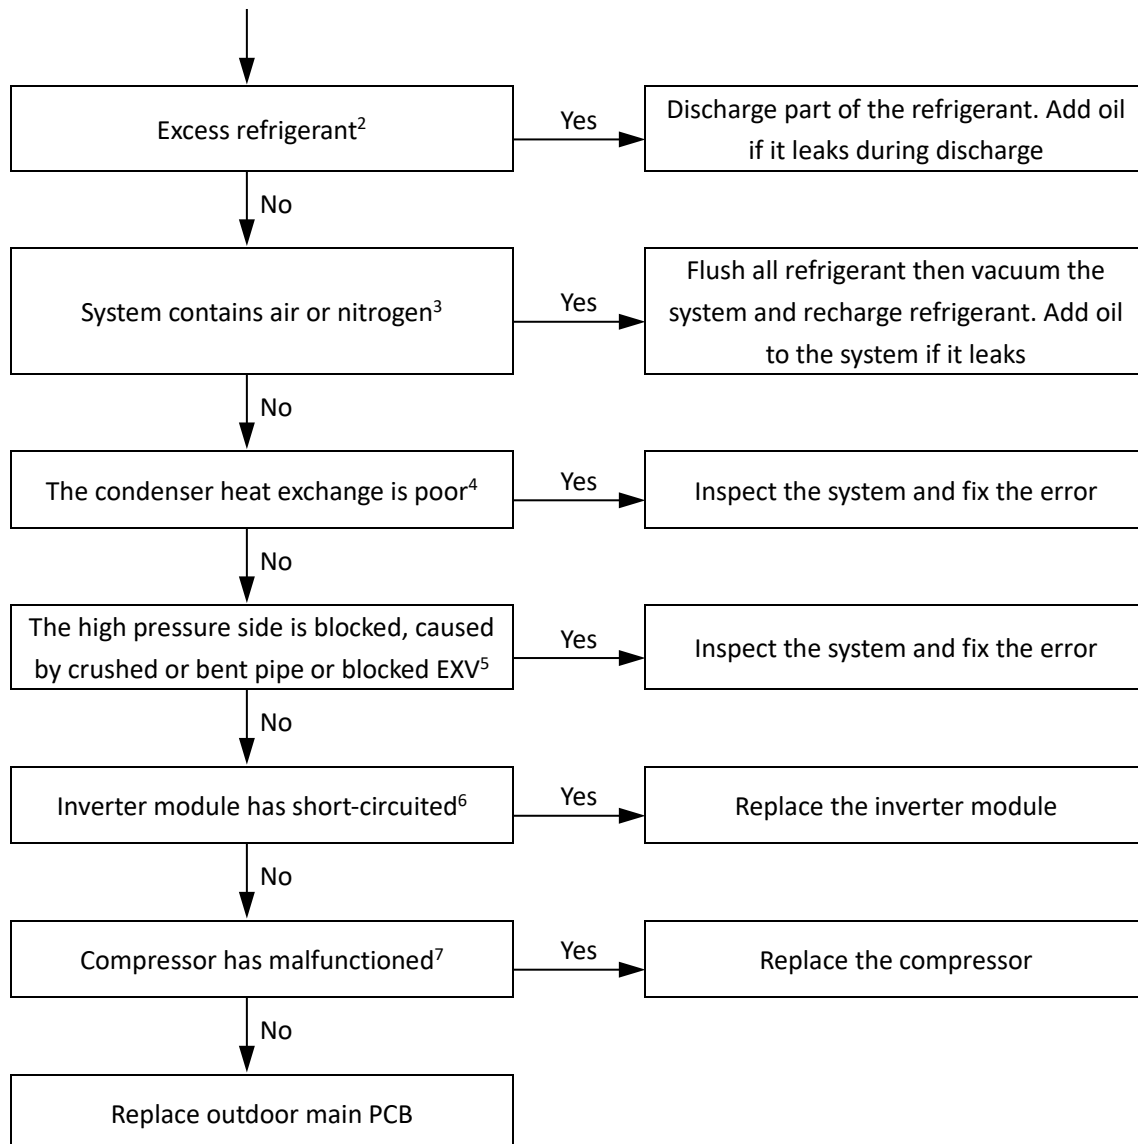 Excess refrigerant²
Yes
Discharge part of the refrigerant. Add oil
if it leaks during discharge
No
System contains air or nitrogen³
Yes
Flush all refrigerant then vacuum the
system and recharge refrigerant. Add oil
to the system if it leaks
No
The condenser heat exchange is poor⁴
Yes
Inspect the system and fix the error
No
The high pressure side is blocked, caused
by crushed or bent pipe or blocked EXV⁵
Yes
Inspect the system and fix the error
No
Inverter module has short-circuited⁶
Yes
Replace the inverter module
No
Compressor has malfunctioned⁷
Yes
Replace the compressor
No
Replace outdoor main PCB